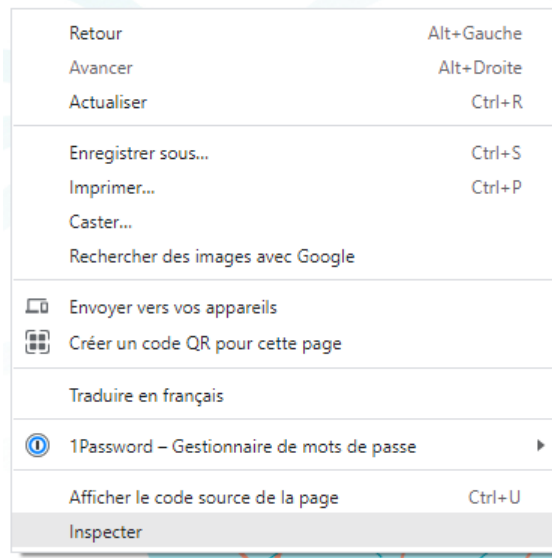 Retour Alt+Gauche
Avancer Alt+Droite
Actualiser Ctrl+R
Enregistrer sous... Ctrl+S
Imprimer... Ctrl+P
Caster...
Rechercher des images avec Google
Envoyer vers vos appareils
Créer un code QR pour cette page
Traduire en français
1Password – Gestionnaire de mots de passe
Afficher le code source de la page Ctrl+U
Inspecter